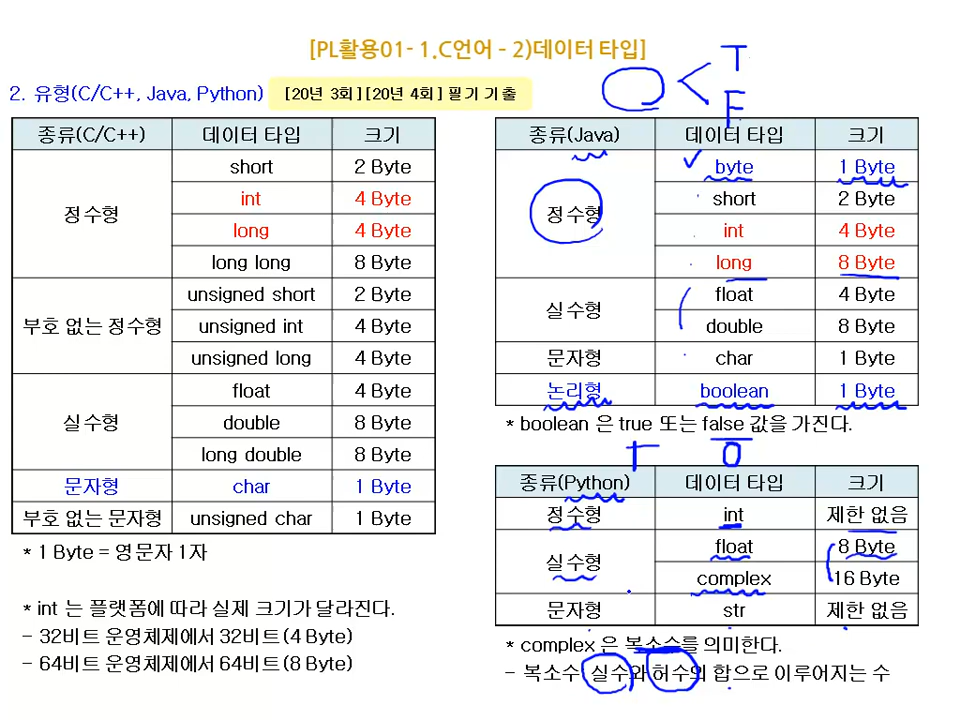 [PL활용01- 1.C언어 - 2)데이터 타입]
T
F
2. 유형(C/C++, Java, Python)
[20년 3회][20년 4회] 필기 기출
종류(C/C++) 데이터 타입 크기
정수형 short 2 Byte
int 4 Byte
long 4 Byte
long long 8 Byte
부호 없는 정수형 unsigned short 2 Byte
unsigned int 4 Byte
unsigned long 4 Byte
실수형 float 4 Byte
double 8 Byte
long double 8 Byte
문자형 char 1 Byte
부호 없는 문자형 unsigned char 1 Byte
* 1 Byte = 영문자 1자
* int 는 플랫폼에 따라 실제 크기가 달라진다.
- 32비트 운영체제에서 32비트(4 Byte)
- 64비트 운영체제에서 64비트(8 Byte)
종류(Java) 데이터 타입 크기
정수형 byte 1 Byte
short 2 Byte
int 4 Byte
long 8 Byte
실수형 float 4 Byte
double 8 Byte
문자형 char 1 Byte
논리형 boolean 1 Byte
* boolean 은 true 또는 false 값을 가진다.
1 0
종류(Python) 데이터 타입 크기
정수형 int 제한 없음
실수형 float 8 Byte
complex 16 Byte
문자형 str 제한 없음
* complex 은 복소수를 의미한다.
- 복소수: 실수와 허수의 합으로 이루어지는 수